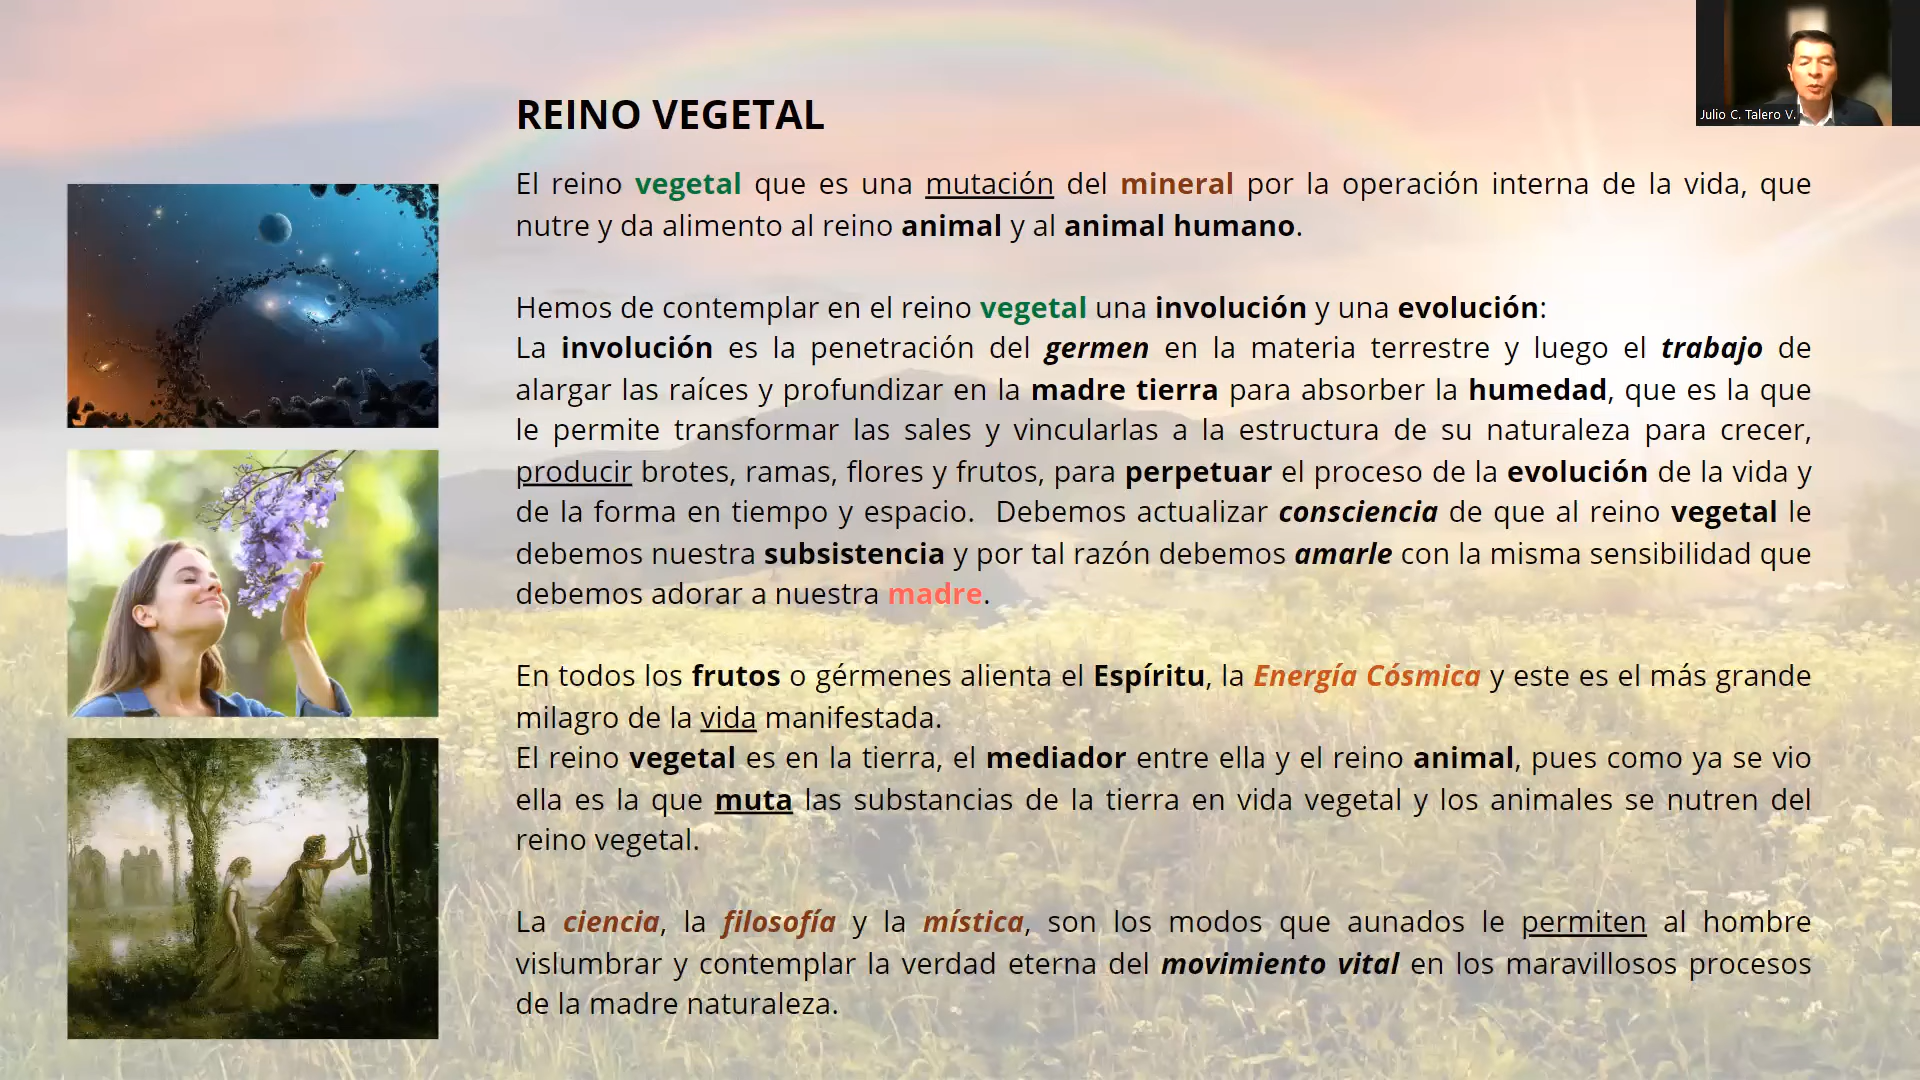 Julio C. Talero V.
REINO VEGETAL
El reino vegetal que es una mutación del mineral por la operación interna de la vida, que
nutre y da alimento al reino animal y al animal humano.
Hemos de contemplar en el reino vegetal una involución y una evolución:
La involución es la penetración del germen en la materia terrestre y luego el trabajo de
alargar las raíces y profundizar en la madre tierra para absorber la humedad, que es la que
le permite transformar las sales y vincularlas a la estructura de su naturaleza para crecer,
producir brotes, ramas, flores y frutos, para perpetuar el proceso de la evolución de la vida y
de la forma en tiempo y espacio. Debemos actualizar consciencia de que al reino vegetal le
debemos nuestra subsistencia y por tal razón debemos amarle con la misma sensibilidad que
debemos adorar a nuestra madre.
En todos los frutos o gérmenes alienta el Espíritu, la Energía Cósmica y este es el más grande
milagro de la vida manifestada.
El reino vegetal es en la tierra, el mediador entre ella y el reino animal, pues como ya se vio
ella es la que muta las substancias de la tierra en vida vegetal y los animales se nutren del
reino vegetal.
La ciencia, la filosofía y la mística, son los modos que aunados le permiten al hombre
vislumbrar y contemplar la verdad eterna del movimiento vital en los maravillosos procesos
de la madre naturaleza.